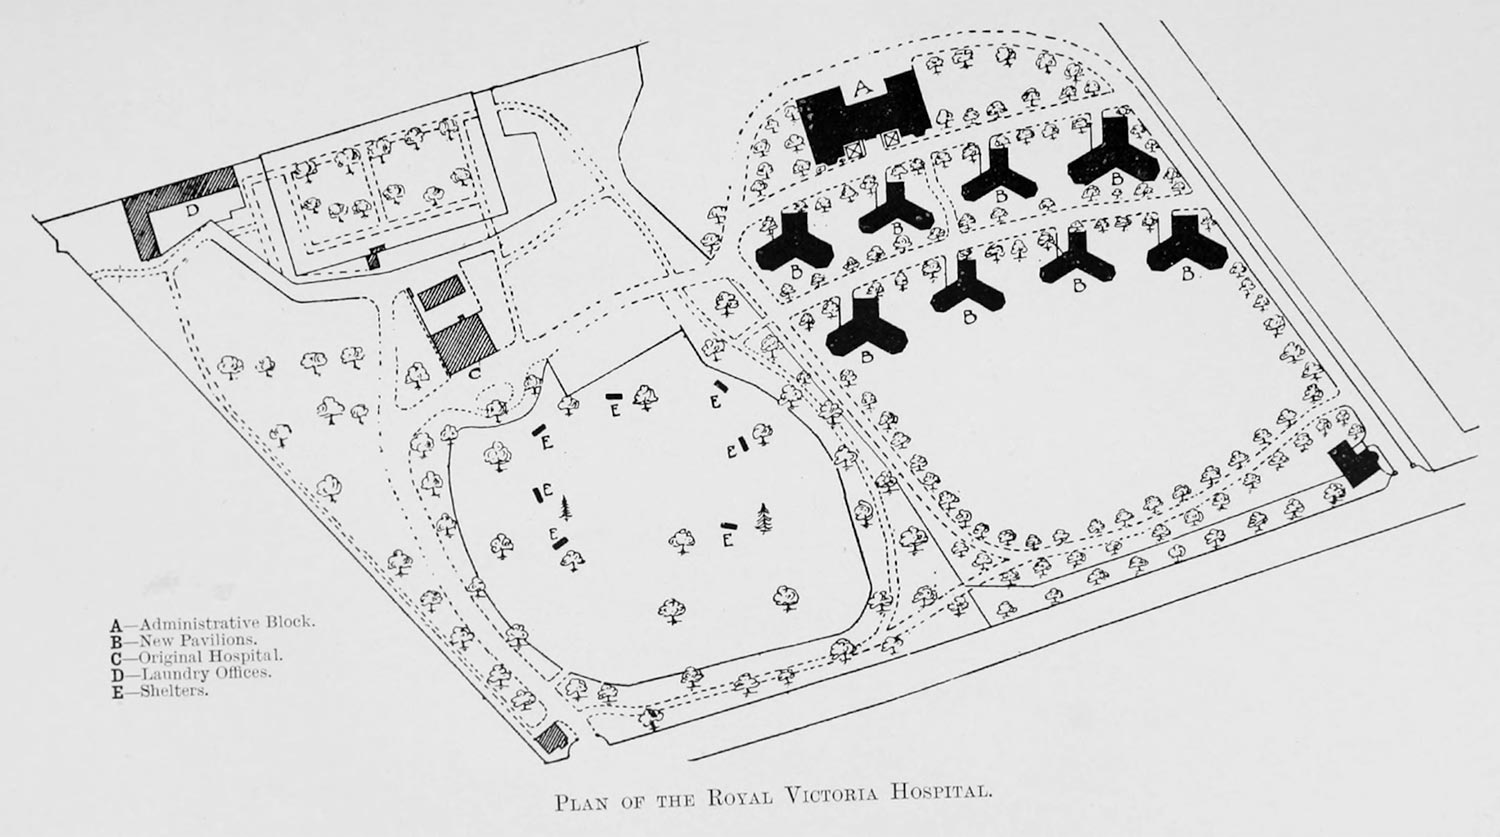 A
B
B
D
B
B
B
B
B
B
C
E
E
E
E
E
E
E
A—Administrative Block.
B—New Pavilions.
C—Original Hospital.
D—Laundry Offices.
E—Shelters.
PLAN OF THE ROYAL VICTORIA HOSPITAL.